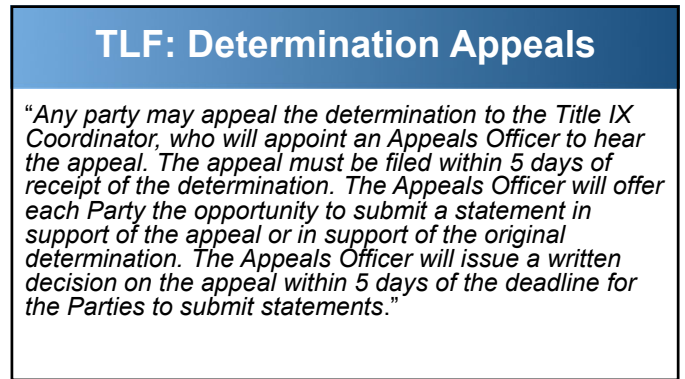 TLF: Determination Appeals
“Any party may appeal the determination to the Title IX
Coordinator, who will appoint an Appeals Officer to hear
the appeal. The appeal must be filed within 5 days of
receipt of the determination. The Appeals Officer will offer
each Party the opportunity to submit a statement in
support of the appeal or in support of the original
determination. The Appeals Officer will issue a written
decision on the appeal within 5 days of the deadline for
the Parties to submit statements.”